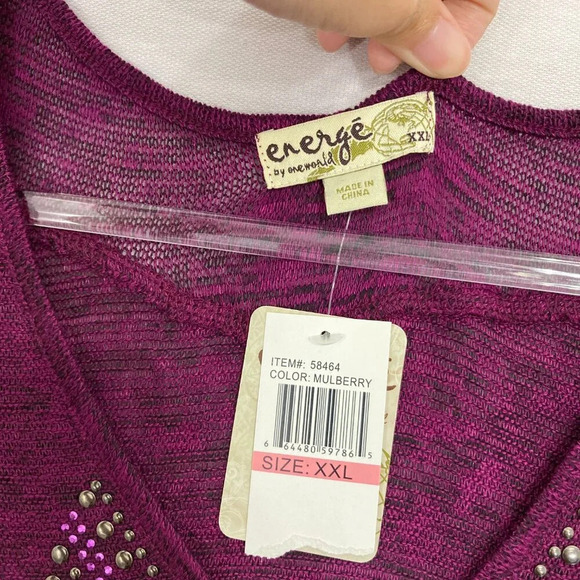 energé
by oneworld
XXL
MADE IN
CHINA
ITEM#: 58464
COLOR: MULBERRY
6 64480 59786 5
SIZE: XXL